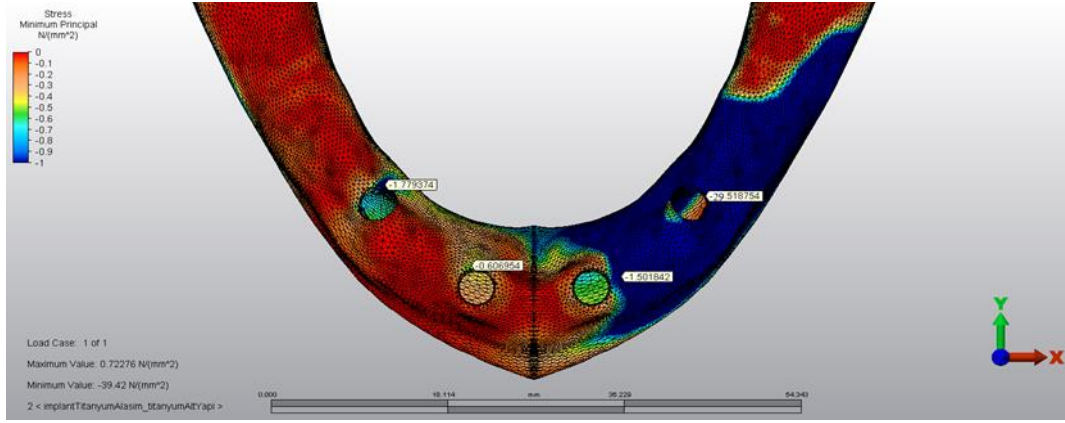 Stress
Minimum Principal
N/(mm^2)
0
-0.1
-0.2
-0.3
-0.4
-0.5
-0.6
-0.7
-0.8
-0.9
-1
-1.779374
-29.518754
-0.606954
-1.501842
Y
X
Load Case: 1 of 1
Maximum Value: 0.72276 N/(mm^2)
Minimum Value: -39.42 N/(mm^2)
2 < implantTitanyumAlasim_titanyumAltYapi >
0.000 18.114 mm 36.229 54.343